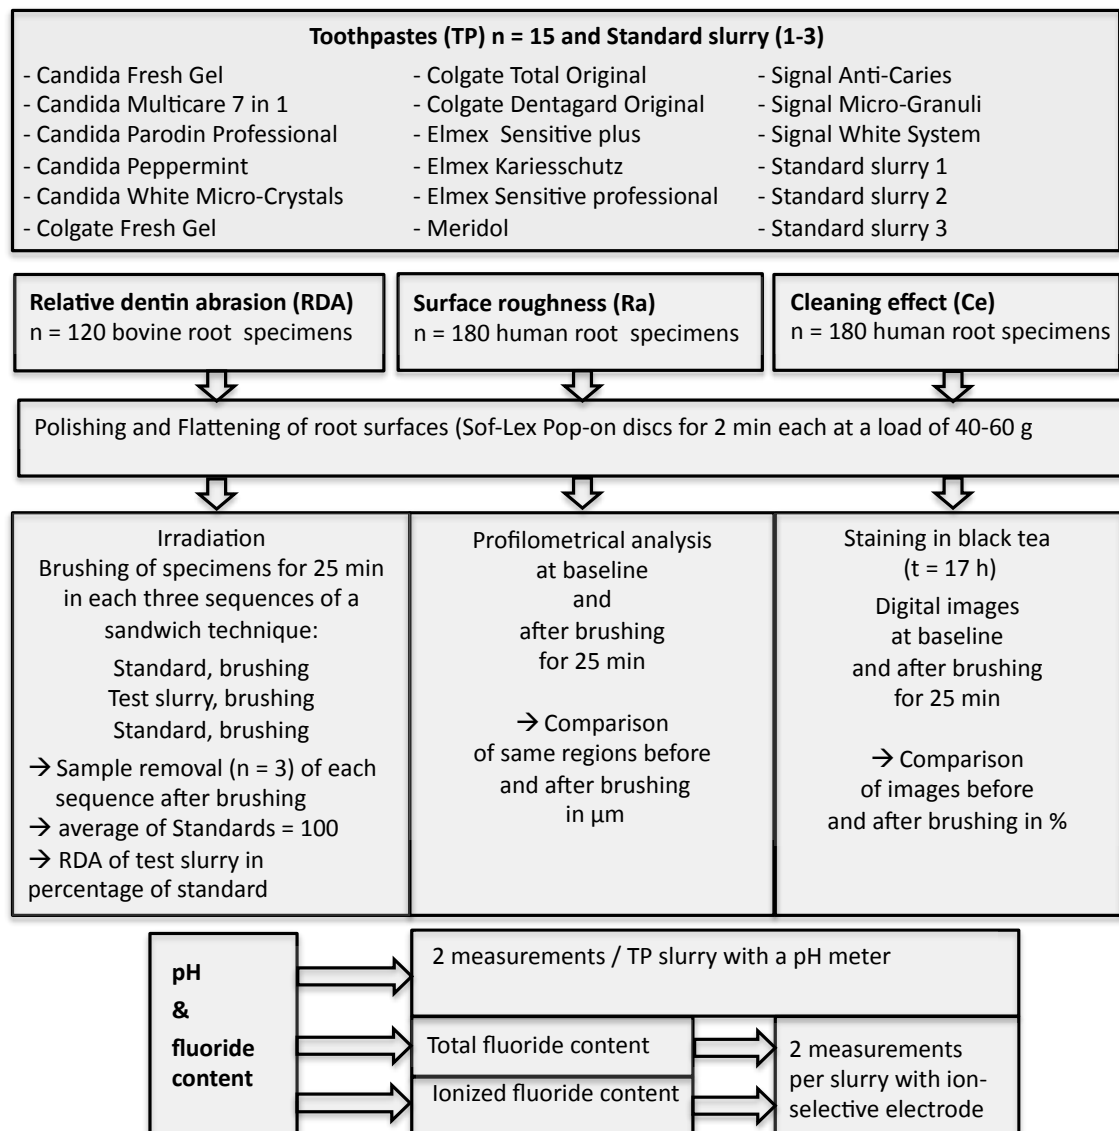 Toothpastes (TP) n = 15 and Standard slurry (1-3)
- Candida Fresh Gel
- Candida Multicare 7 in 1
- Candida Parodin Professional
- Candida Peppermint
- Candida White Micro-Crystals
- Colgate Fresh Gel
- Colgate Total Original
- Colgate Dentagard Original
- Elmex Sensitive plus
- Elmex Kariesschutz
- Elmex Sensitive professional
- Meridol
- Signal Anti-Caries
- Signal Micro-Granuli
- Signal White System
- Standard slurry 1
- Standard slurry 2
- Standard slurry 3
Relative dentin abrasion (RDA)
n = 120 bovine root specimens
Surface roughness (Ra)
n = 180 human root specimens
Cleaning effect (Ce)
n = 180 human root specimens
Polishing and Flattening of root surfaces (Sof-Lex Pop-on discs for 2 min each at a load of 40-60 g
Irradiation
Brushing of specimens for 25 min
in each three sequences of a
sandwich technique:
Standard, brushing
Test slurry, brushing
Standard, brushing
→ Sample removal (n = 3) of each
sequence after brushing
→ average of Standards = 100
→ RDA of test slurry in
percentage of standard
Profilometrical analysis
at baseline
and
after brushing
for 25 min
→ Comparison
of same regions before
and after brushing
in μm
Staining in black tea
(t = 17 h)
Digital images
at baseline
and after brushing
for 25 min
→ Comparison
of images before
and after brushing in %
pH
&
fluoride
content
2 measurements / TP slurry with a pH meter
Total fluoride content
Ionized fluoride content
2 measurements
per slurry with ion-
selective electrode